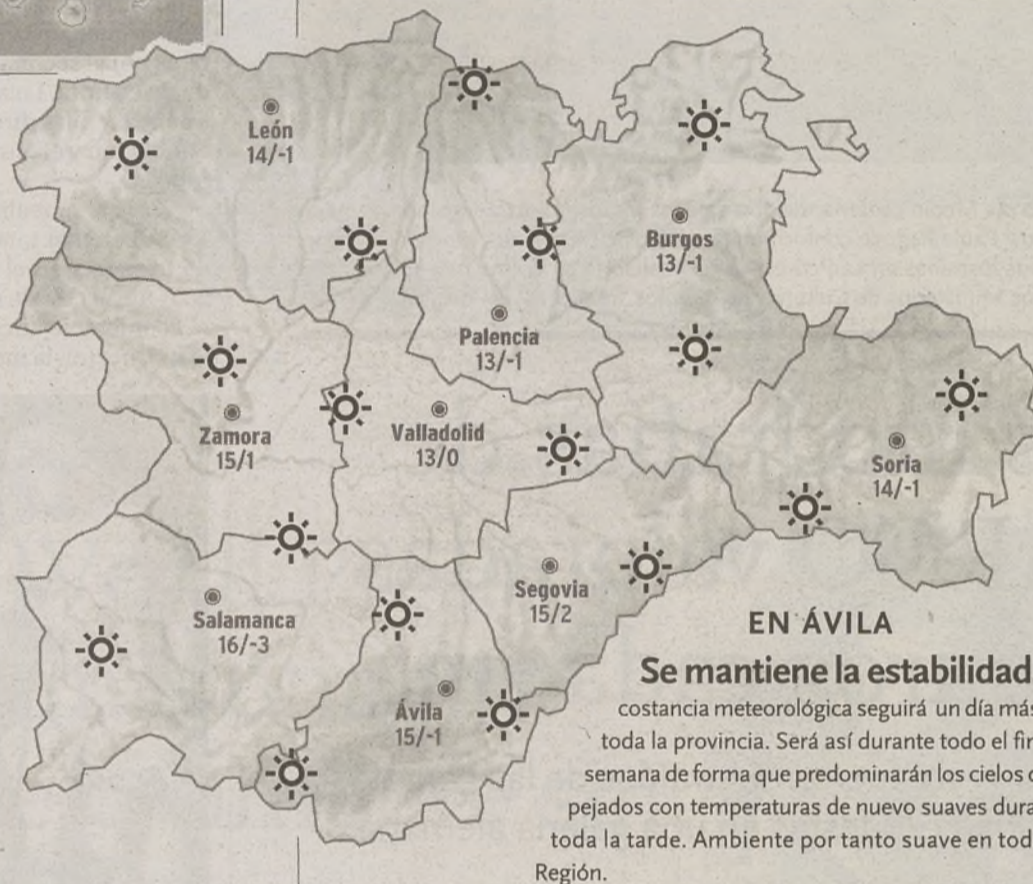 León
14/-1
Burgos
13/-1
Palencia
13/-1
Zamora
15/1
Valladolid
13/0
Soria
14/-1
Segovia
15/2
Salamanca
16/-3
Ávila
15/-1
EN ÁVILA
Se mantiene la estabilidad
costancia meteorológica seguirá un día más
toda la provincia. Será así durante todo el fin
semana de forma que predominarán los cielos
pejados con temperaturas de nuevo suaves dura
toda la tarde. Ambiente por tanto suave en tod
Región.